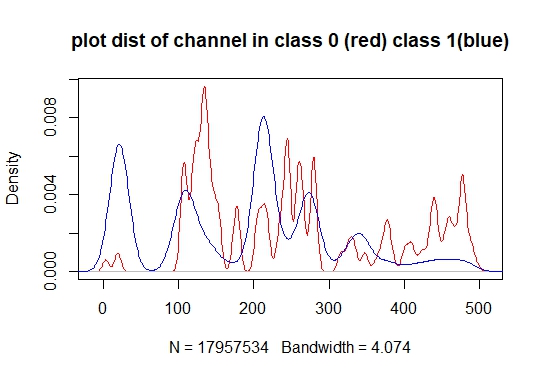 plot dist of channel in class 0 (red) class 1(blue)
Density
0.008
0.004
0.000
0 100 200 300 400 500
N = 17957534 Bandwidth = 4.074